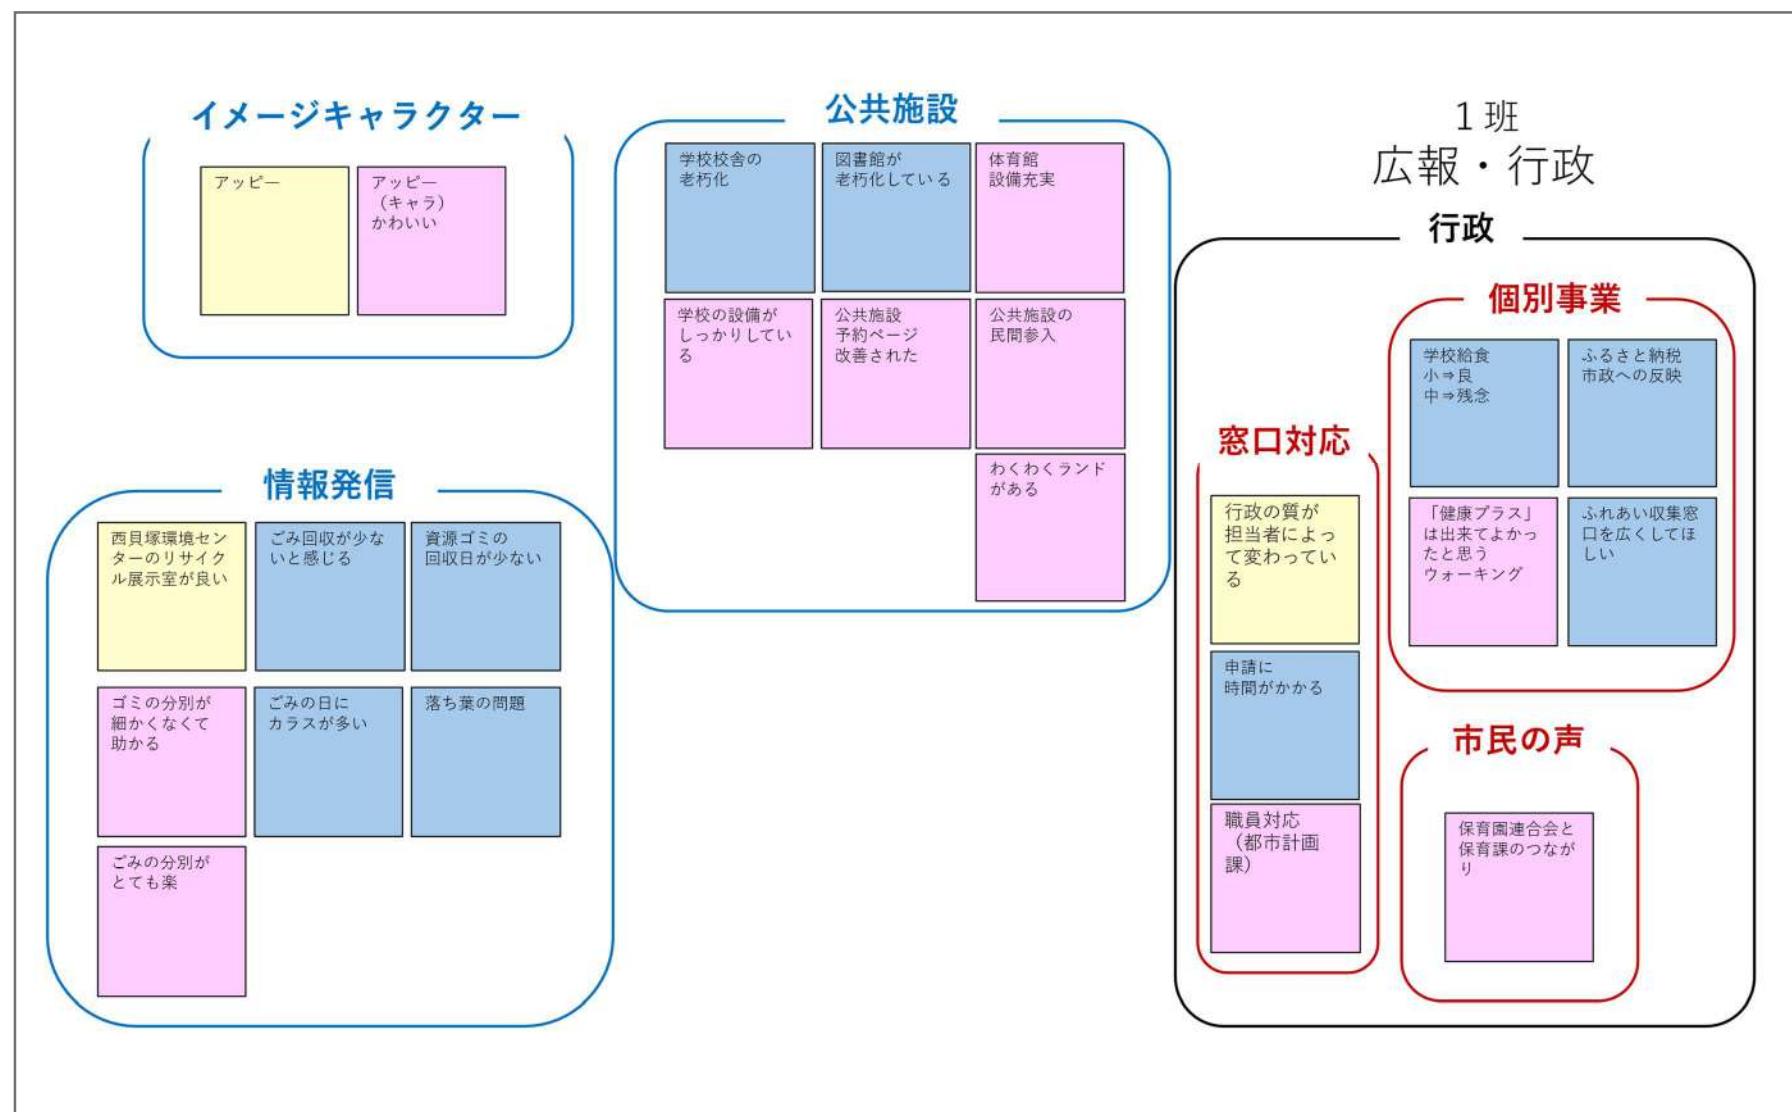 1班
広報・行政
イメージキャラクター
アッピー
アッピー
（キャラ）
かわいい
公共施設
学校校舎の
老朽化
図書館が
老朽化している
体育館
設備充実
学校の設備が
しっかりしてい
る
公共施設
予約ページ
改善された
公共施設の
民間参入
わくわくランド
がある
情報発信
西貝塚環境セン
ターのリサイク
ル展示室が良い
ごみ回収が少な
いと感じる
資源ゴミの
回収日が少ない
ゴミの分別が
細かくなくて
助かる
ごみの日に
カラスが多い
落ち葉の問題
ごみの分別が
とても楽
行政
窓口対応
行政の質が
担当者によっ
て変わってい
る
申請に
時間がかかる
職員対応
（都市計画
課）
個別事業
学校給食
小⇒良
中⇒残念
ふるさと納税
市政への反映
「健康プラス」
は出来てよかっ
たと思う
ウォーキング
ふれあい収集窓
口を広くしてほ
しい
市民の声
保育園連合会と
保育課のつなが
り